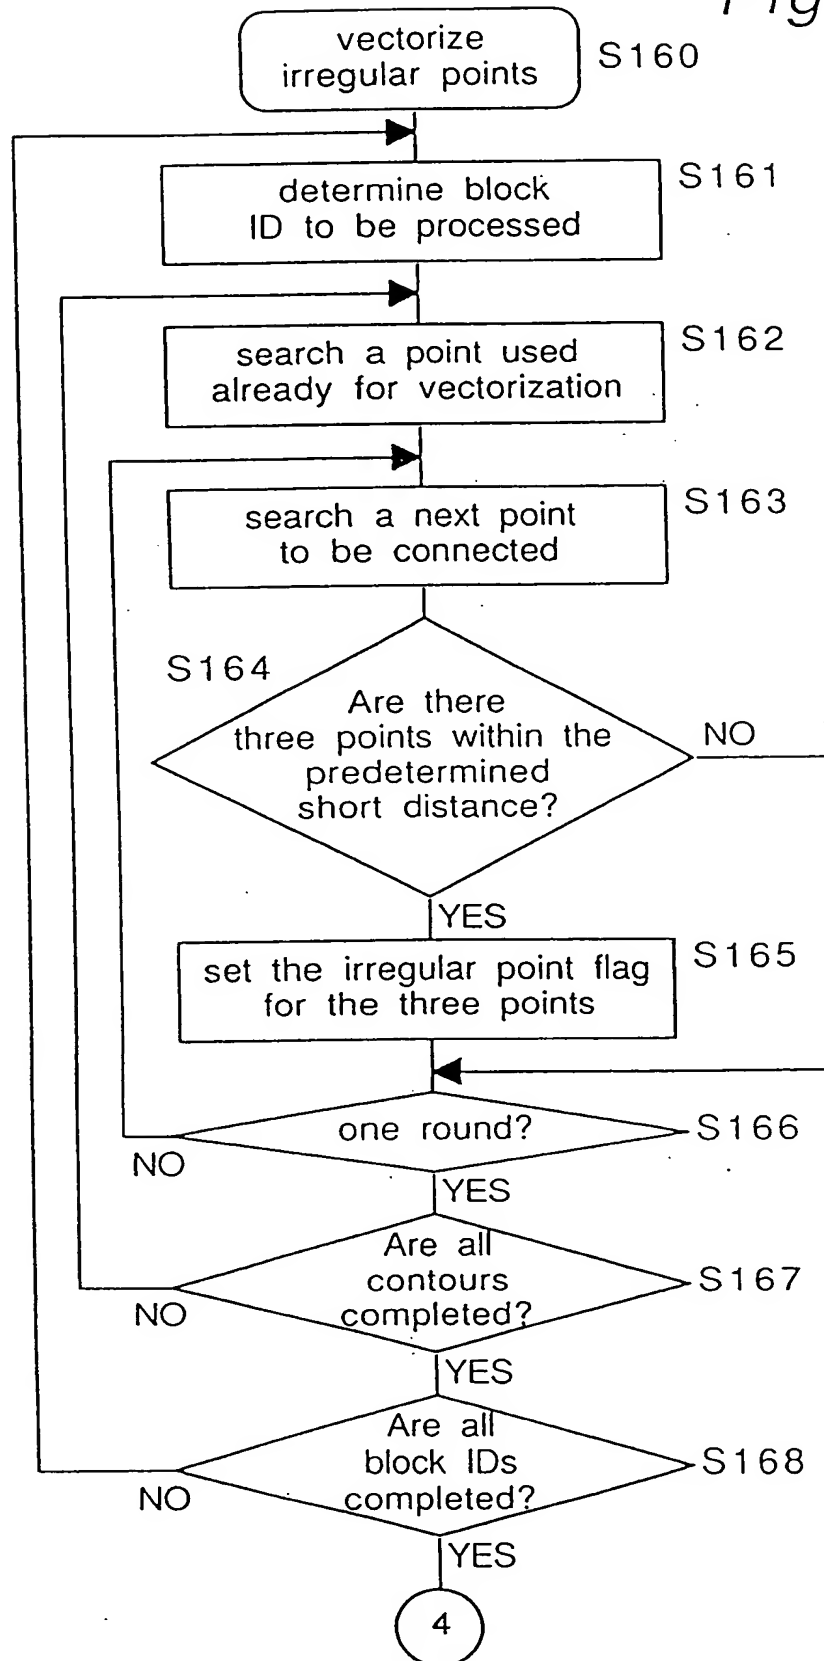 Fig
vectorize
irregular points
S160
determine block
ID to be processed
S161
search a point used
already for vectorization
S162
search a next point
to be connected
S163
S164
Are there
three points within the
predetermined
short distance?
NO
YES
set the irregular point flag
for the three points
S165
one round?
S166
NO
YES
Are all
contours
completed?
S167
NO
YES
Are all
block IDs
completed?
S168
NO
YES
4